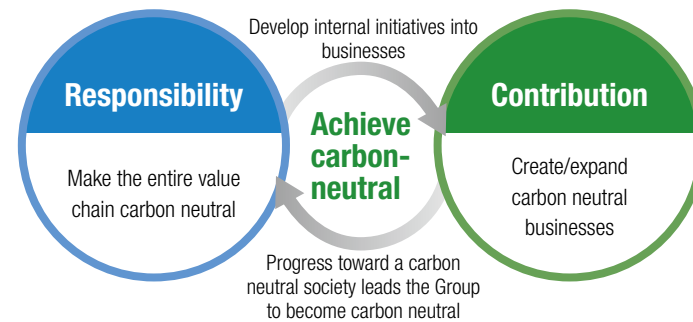 Develop internal initiatives into
businesses
Responsibility
Make the entire value
chain carbon neutral
Achieve
carbon-
neutral
Contribution
Create/expand
carbon neutral
businesses
Progress toward a carbon
neutral society leads the Group
to become carbon neutral